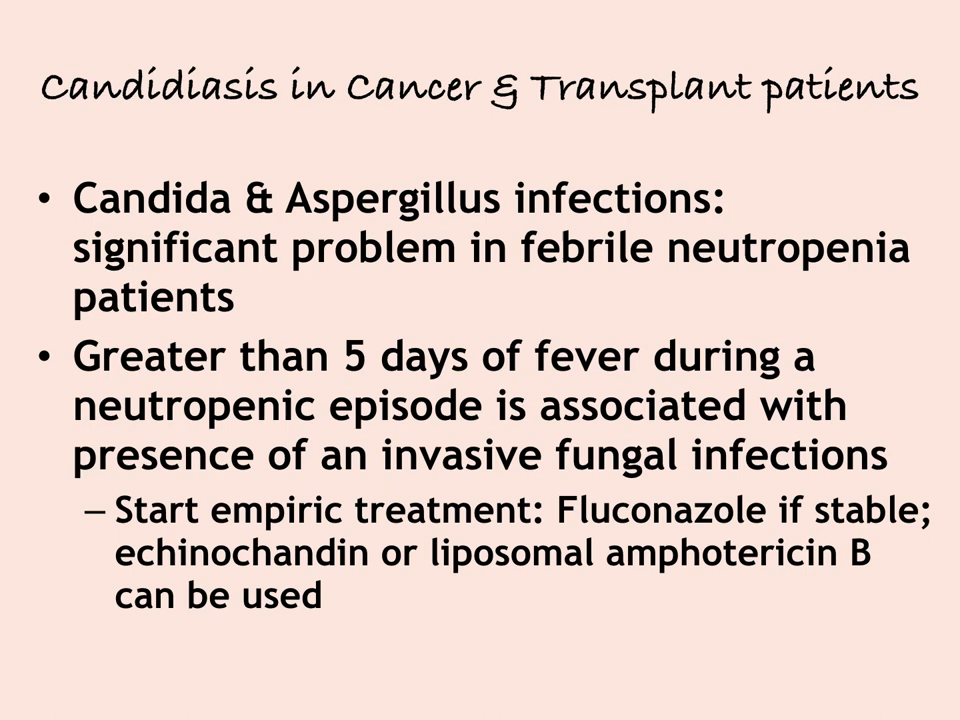 Candidiasis in Cancer & Transplant patients
• Candida & Aspergillus infections:
significant problem in febrile neutropenia
patients
• Greater than 5 days of fever during a
neutropenic episode is associated with
presence of an invasive fungal infections
– Start empiric treatment: Fluconazole if stable;
echinochandin or liposomal amphotericin B
can be used